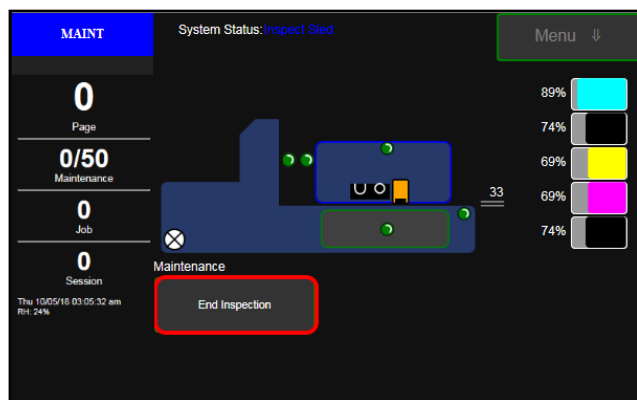 MAINT
System Status:Inspect Sled
Menu ⇓
0
Page
0/50
Maintenance
0
Job
0
Session
Thu 10/05/18 03:05:32 am
RH: 24%
33
89%
74%
69%
69%
74%
Maintenance
End Inspection